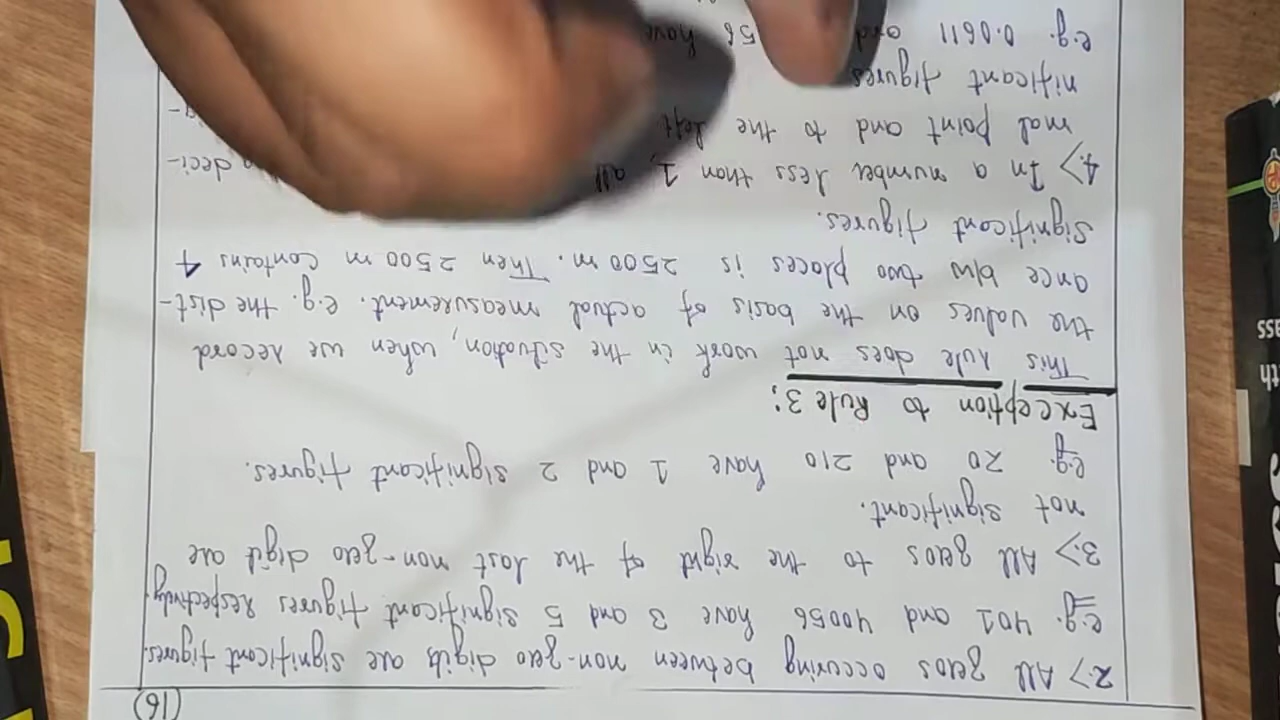 (16)
2.> All zeros occuring between non-zero digits are significant figures.
e.g. 401 and 40056 have 3 and 5 significant figures respectively.
3.> All zeros to the right of the last non-zero digit are
not significant.
e.g. 20 and 210 have 1 and 2 significant figures.
Exception to Rule 3:
This rule does not work in the situation, when we record
the values on the basis of actual measurement. e.g. the dist-
ance b/w two places is 2500 m. Then 2500 m contains 4
significant figures.
4.> In a number less than 1, all deci-
mal point and to the left
nificant figures
e.g. 0.0611 and 56 have